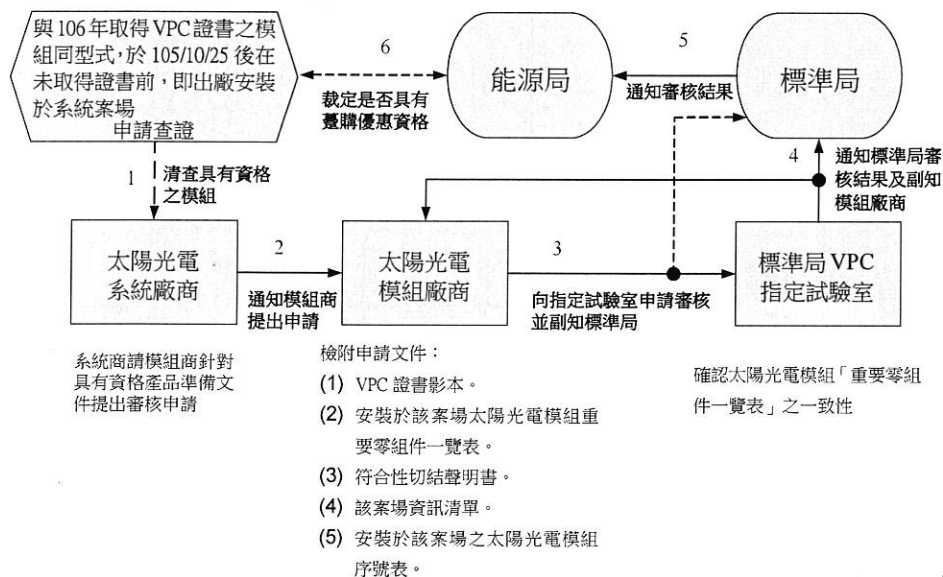 與106年取得VPC證書之模
組同型式，於105/10/25後在
未取得證書前，即出廠安裝
於系統案場
申請查證
6
裁定是否具有
躉購優惠資格
能源局
5
通知審核結果
標準局
1
清查具有資格
之模組
4
通知標準局審
核結果及副知
模組廠商
太陽光電
系統廠商
2
通知模組商
提出申請
太陽光電
模組廠商
3
向指定試驗室申請審核
並副知標準局
標準局VPC
指定試驗室
系統商請模組商針對
具有資格產品準備文
件提出審核申請
檢附申請文件：
(1) VPC 證書影本。
(2) 安裝於該案場太陽光電模組重
要零組件一覽表。
(3) 符合性切結聲明書。
(4) 該案場資訊清單。
(5) 安裝於該案場之太陽光電模組
序號表。
確認太陽光電模組「重要零組
件一覽表」之一致性